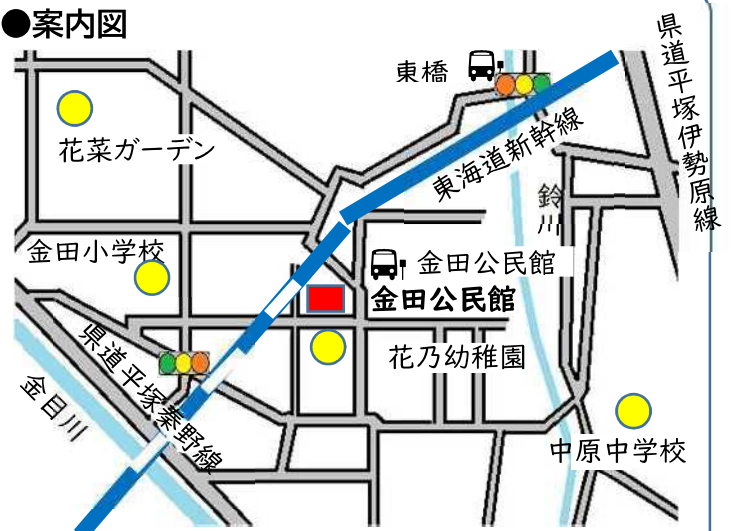 ●案内図
東橋
県道平塚伊勢原線
花菜ガーデン
東海道新幹線
鈴川
金田小学校
金田公民館
金田公民館
県道平塚秦野線
花乃幼稚園
金目川
中原中学校